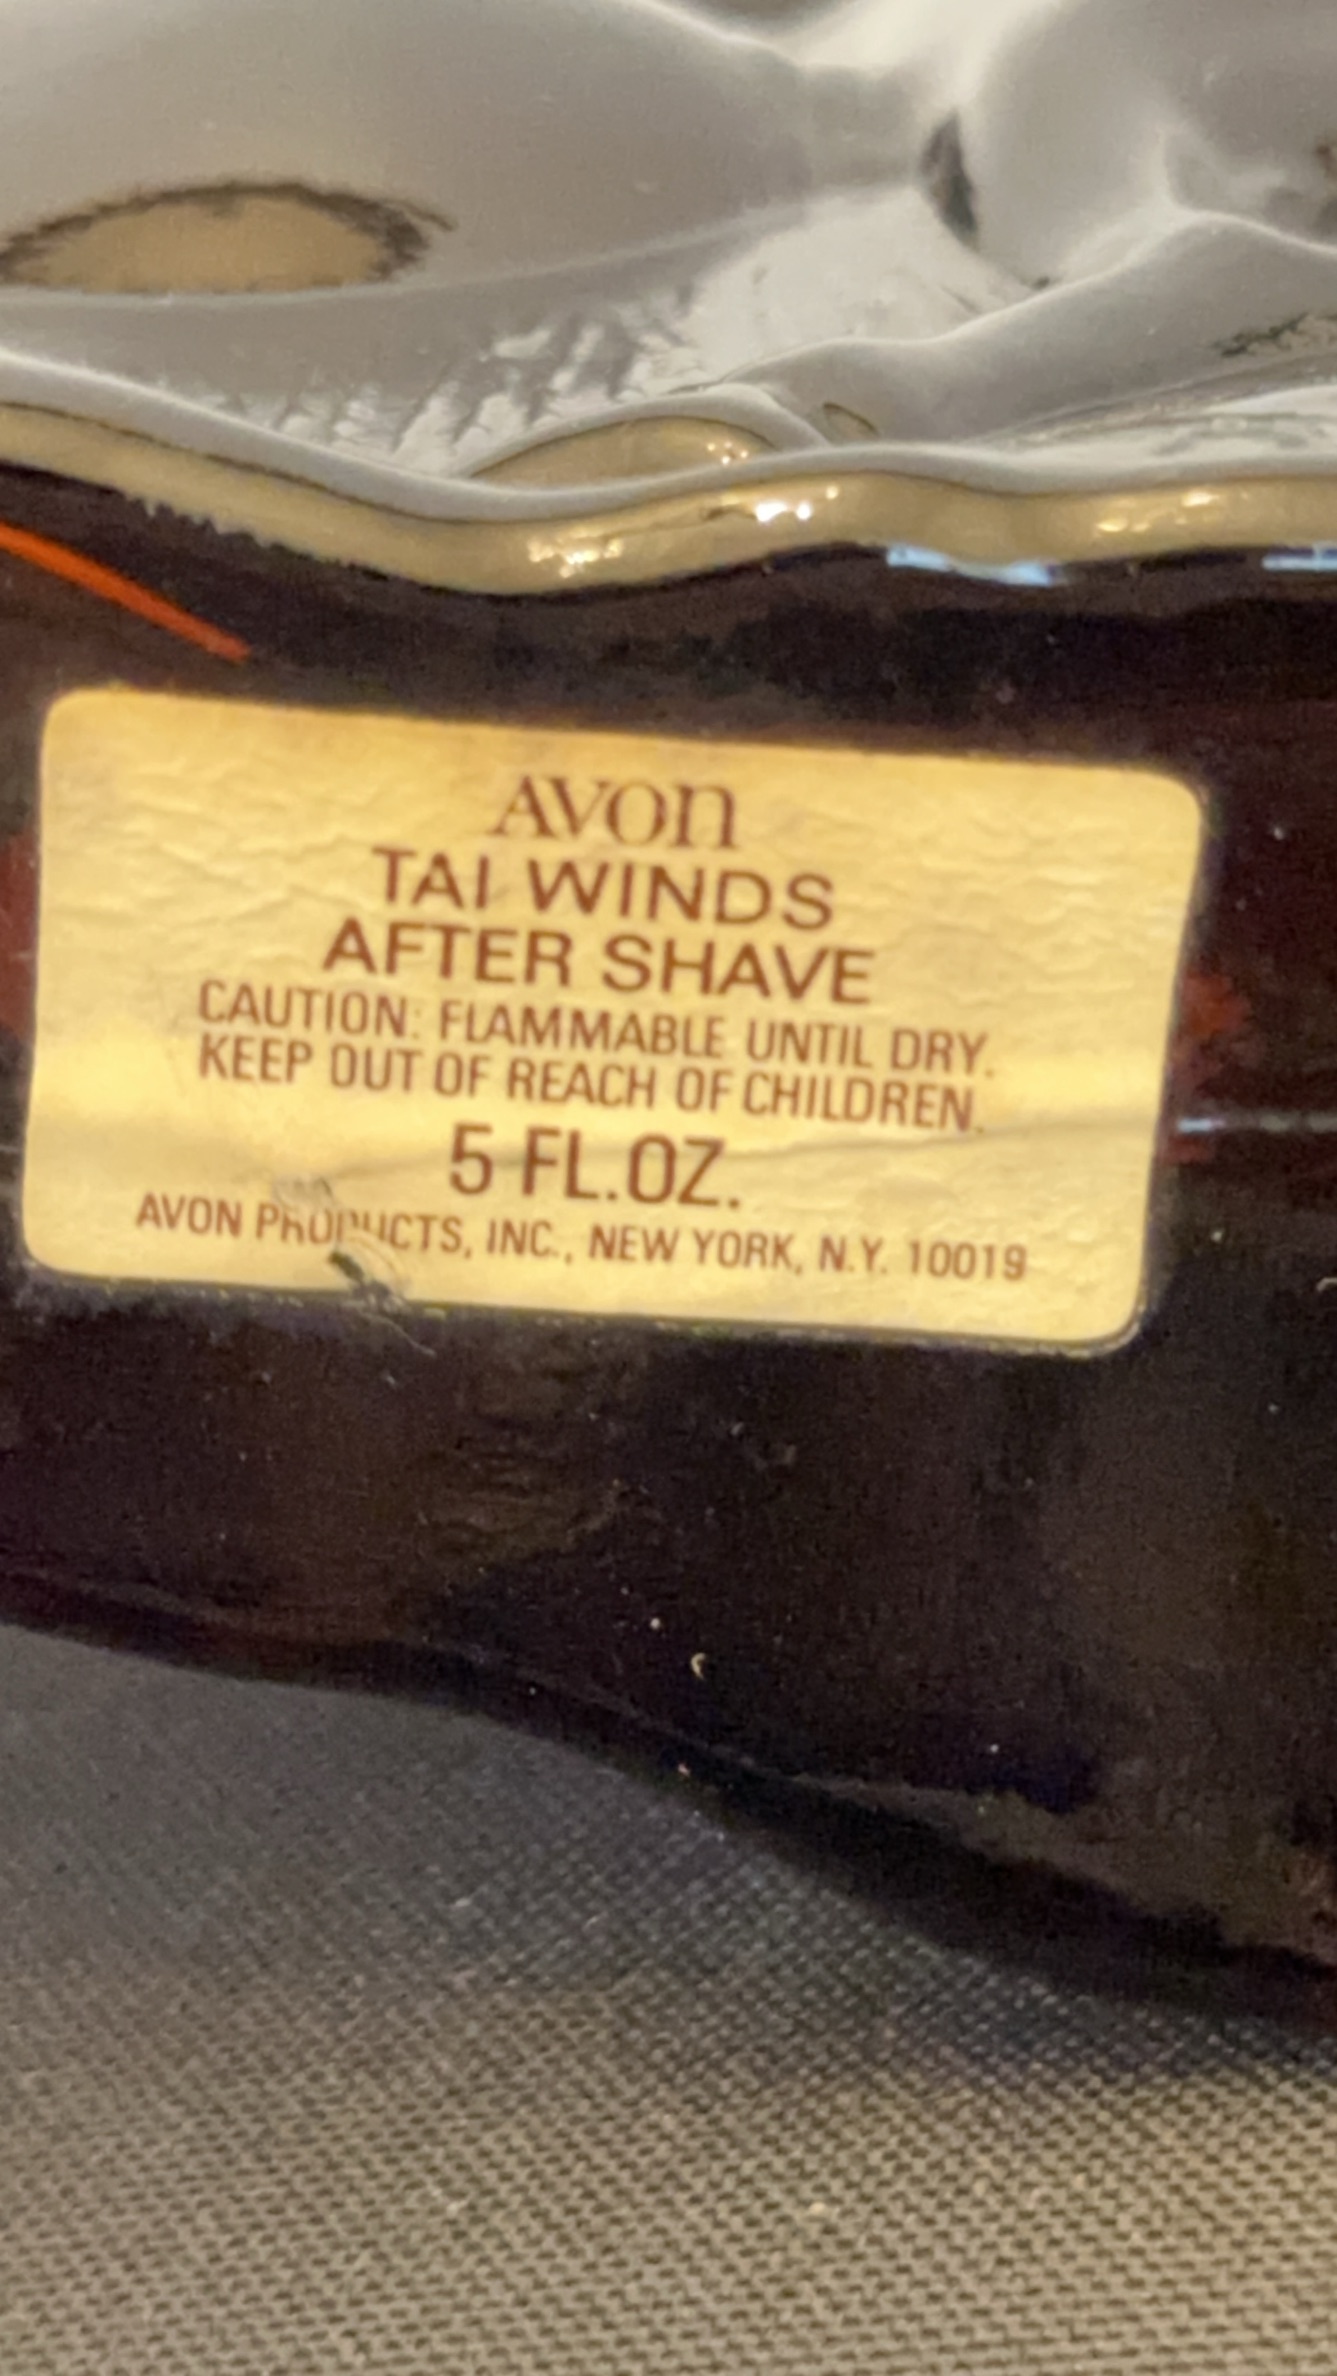 AVON
TAI WINDS
AFTER SHAVE
CAUTION: FLAMMABLE UNTIL DRY.
KEEP OUT OF REACH OF CHILDREN.
5 FL.OZ.
AVON PRODUCTS, INC., NEW YORK, N.Y. 10019